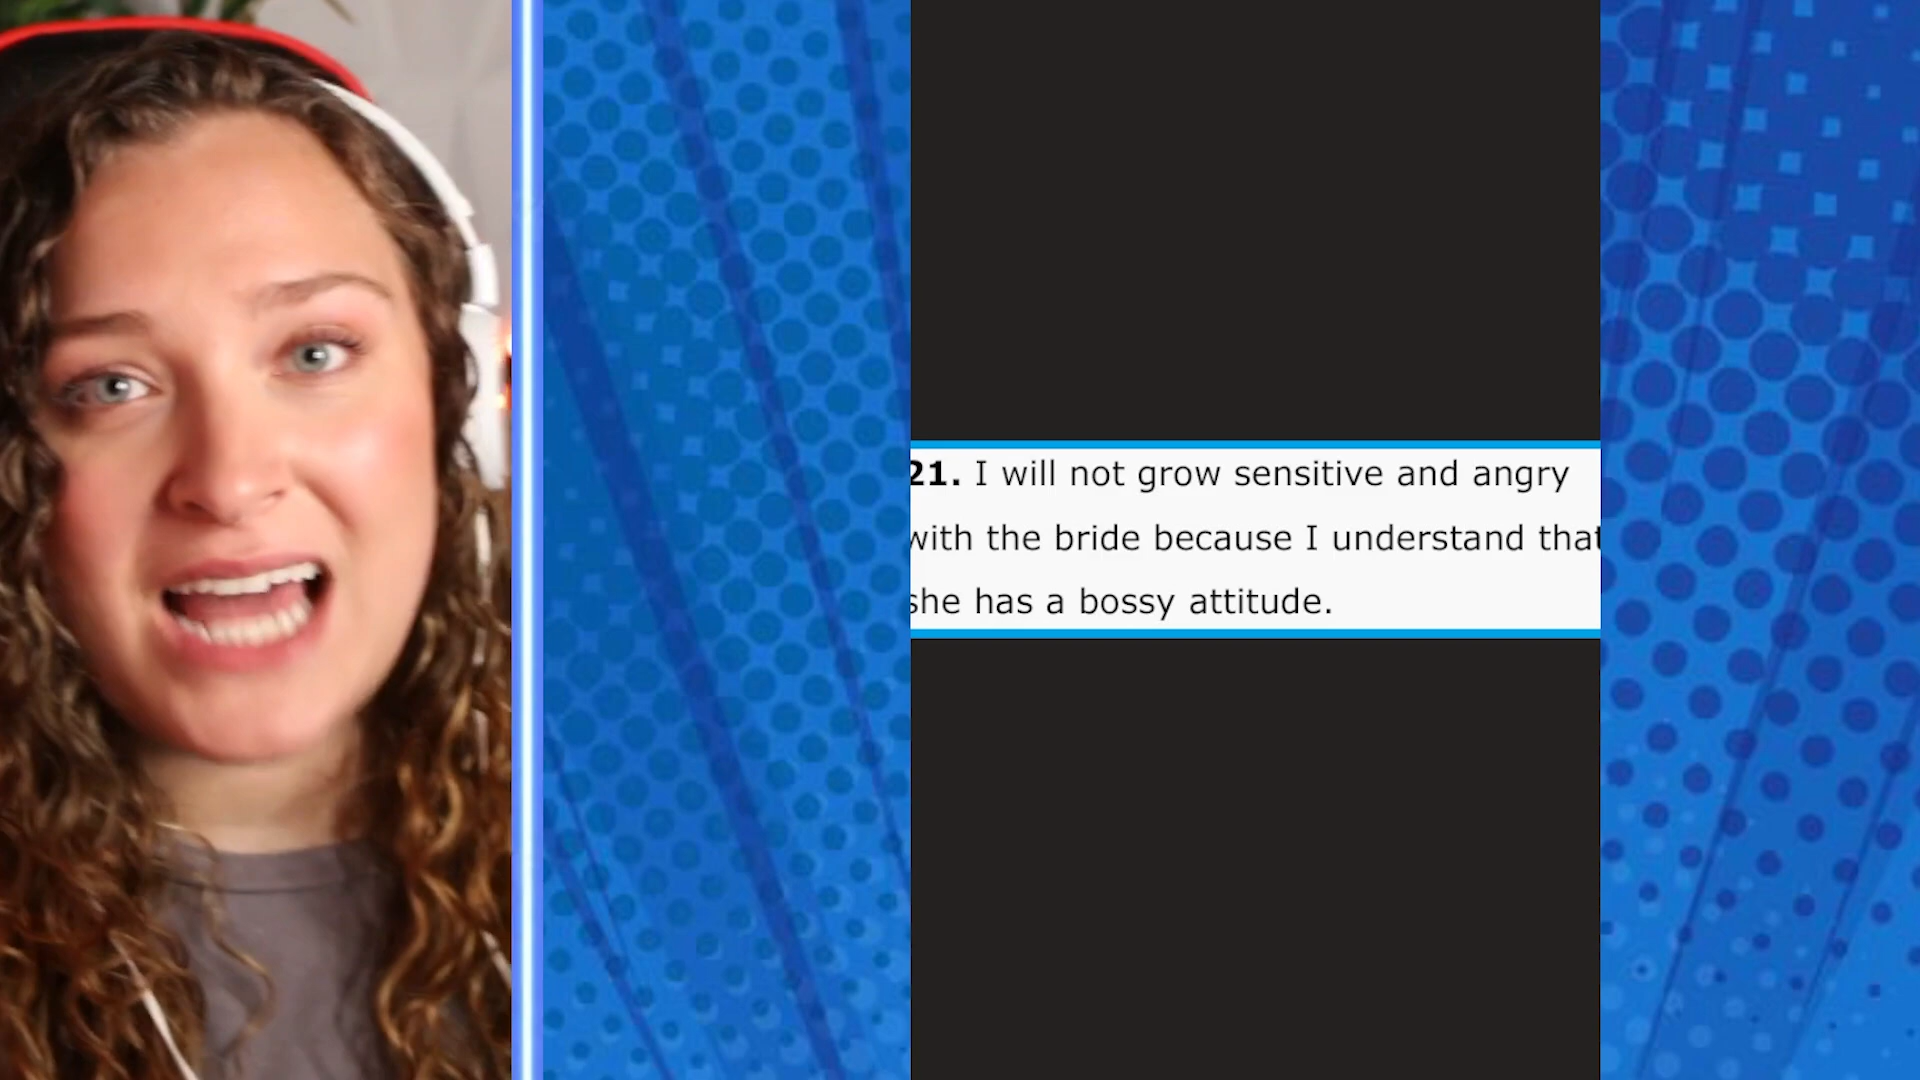 21. I will not grow sensitive and angry
with the bride because I understand that
she has a bossy attitude.